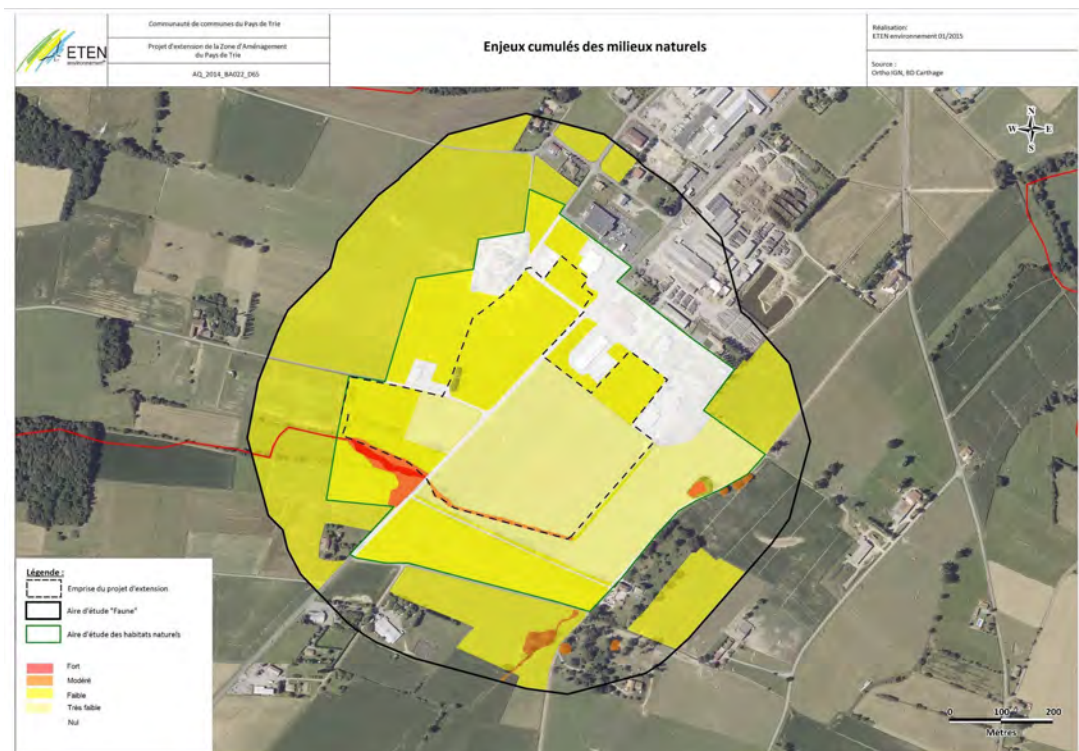 ETEN
environnement
Communauté de communes du Pays de Trie
Projet d'extension de la Zone d'Aménagement
du Pays de Trie
AQ_2014_BA022_D65
Enjeux cumulés des milieux naturels
Réalisation:
ETEN environnement 01/2015
Source :
Ortho IGN, BD Carthage
N
W E
S
Légende :
Emprise du projet d'extension
Aire d'étude "Faune"
Aire d'étude des habitats naturels
Fort
Modéré
Faible
Très faible
Nul
0 100 200
Mètres